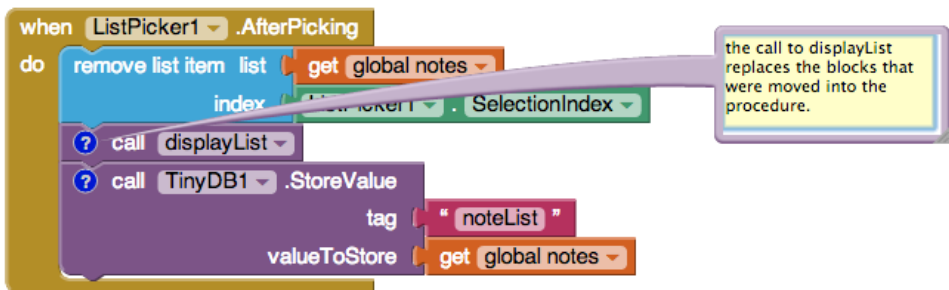 when ListPicker1 .AfterPicking
do remove list item list get global notes
index ListPicker1 . SelectionIndex
? call displayList
? call TinyDB1 .StoreValue
tag " noteList "
valueToStore get global notes
the call to displayList
replaces the blocks that
were moved into the
procedure.